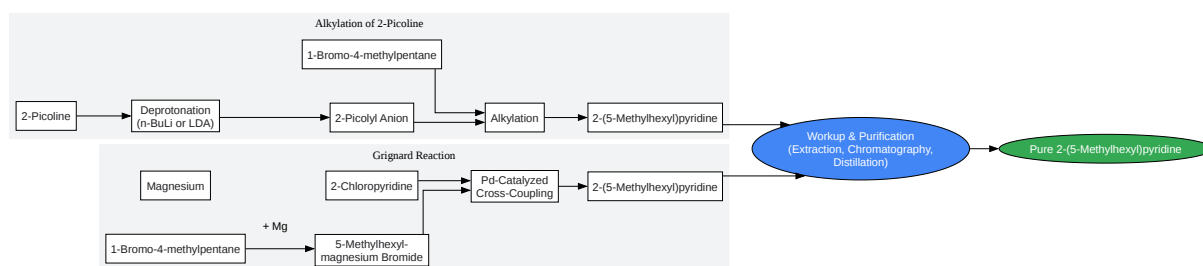 Alkylation of 2-Picoline
1-Bromo-4-methylpentane
2-Picoline
Deprotonation
(n-BuLi or LDA)
2-Picolyl Anion
Alkylation
2-(5-Methylhexyl)pyridine
Workup & Purification
(Extraction, Chromatography,
Distillation)
Pure 2-(5-Methylhexyl)pyridine
Grignard Reaction
Magnesium
2-Chloropyridine
Pd-Catalyzed
Cross-Coupling
2-(5-Methylhexyl)pyridine
+ Mg
1-Bromo-4-methylpentane
5-Methylhexyl-
magnesium Bromide